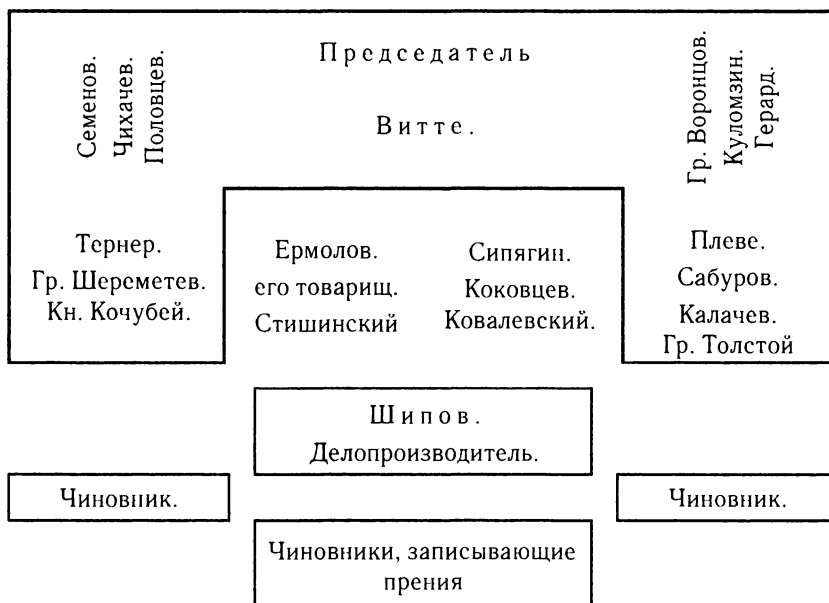 Семенов.
Чихачев.
Половцев.
Председатель
Витте.
Гр. Воронцов.
Куломзин.
Герард.
Тернер.
Гр. Шереметев.
Кн. Кочубей.
Ермолов.
его товарищ.
Стишинский
Сипягин.
Коковцев.
Ковалевский.
Плеве.
Сабуров.
Калачев.
Гр. Толстой
Шипов.
Делопроизводитель.
Чиновник.
Чиновник.
Чиновники, записывающие
прения